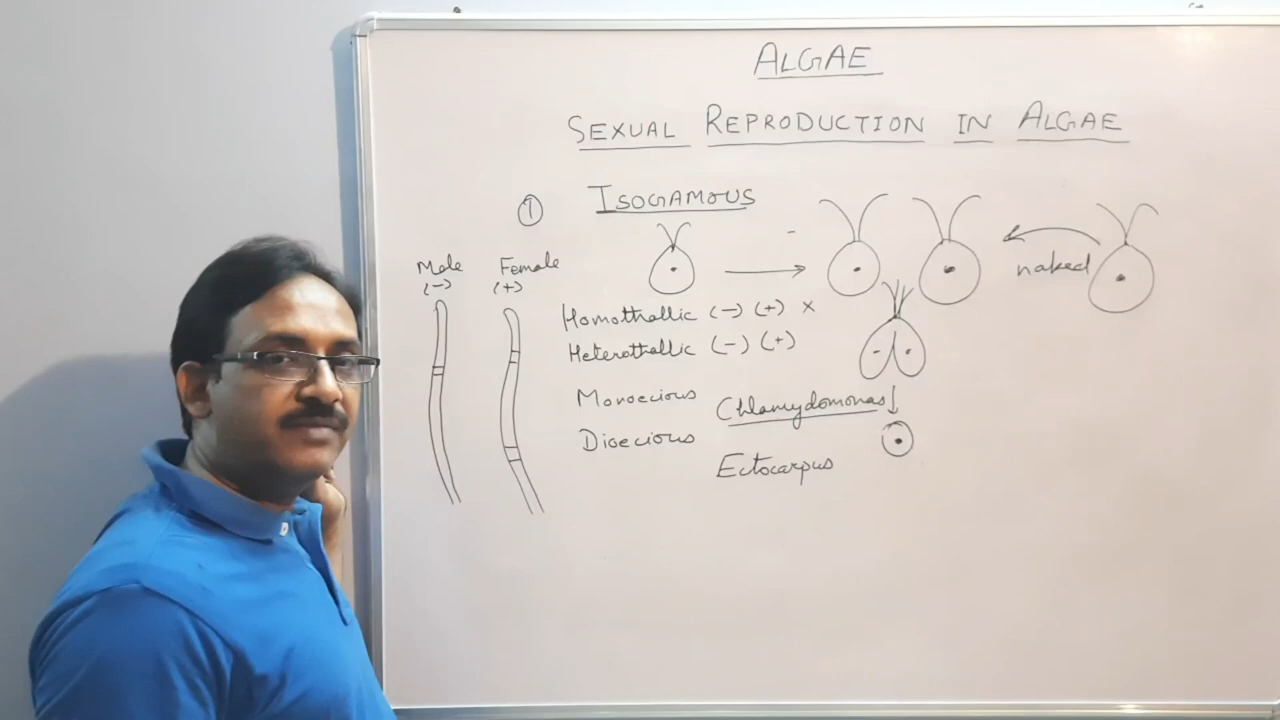 ALGAE
SEXUAL REPRODUCTION IN ALGAE
① ISOGAMOUS
Male
(-)
Female
(+)
naked
Homothallic (-) (+) ×
Heterothallic (-) (+)
Monoecious
Dioecious
Chlamydomonas
Ectocarpus